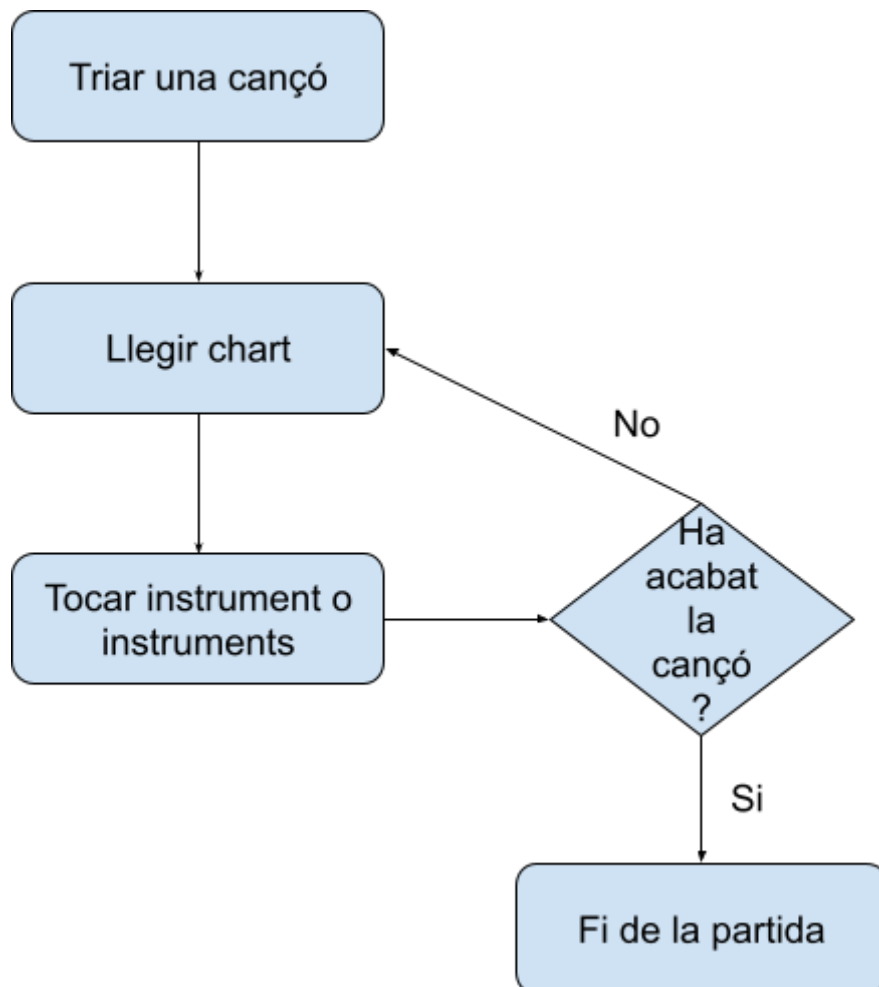 Triar una cançó
Llegir chart
No
Tocar instrument o
instruments
Ha
acabat
la
cançó
?
Si
Fi de la partida